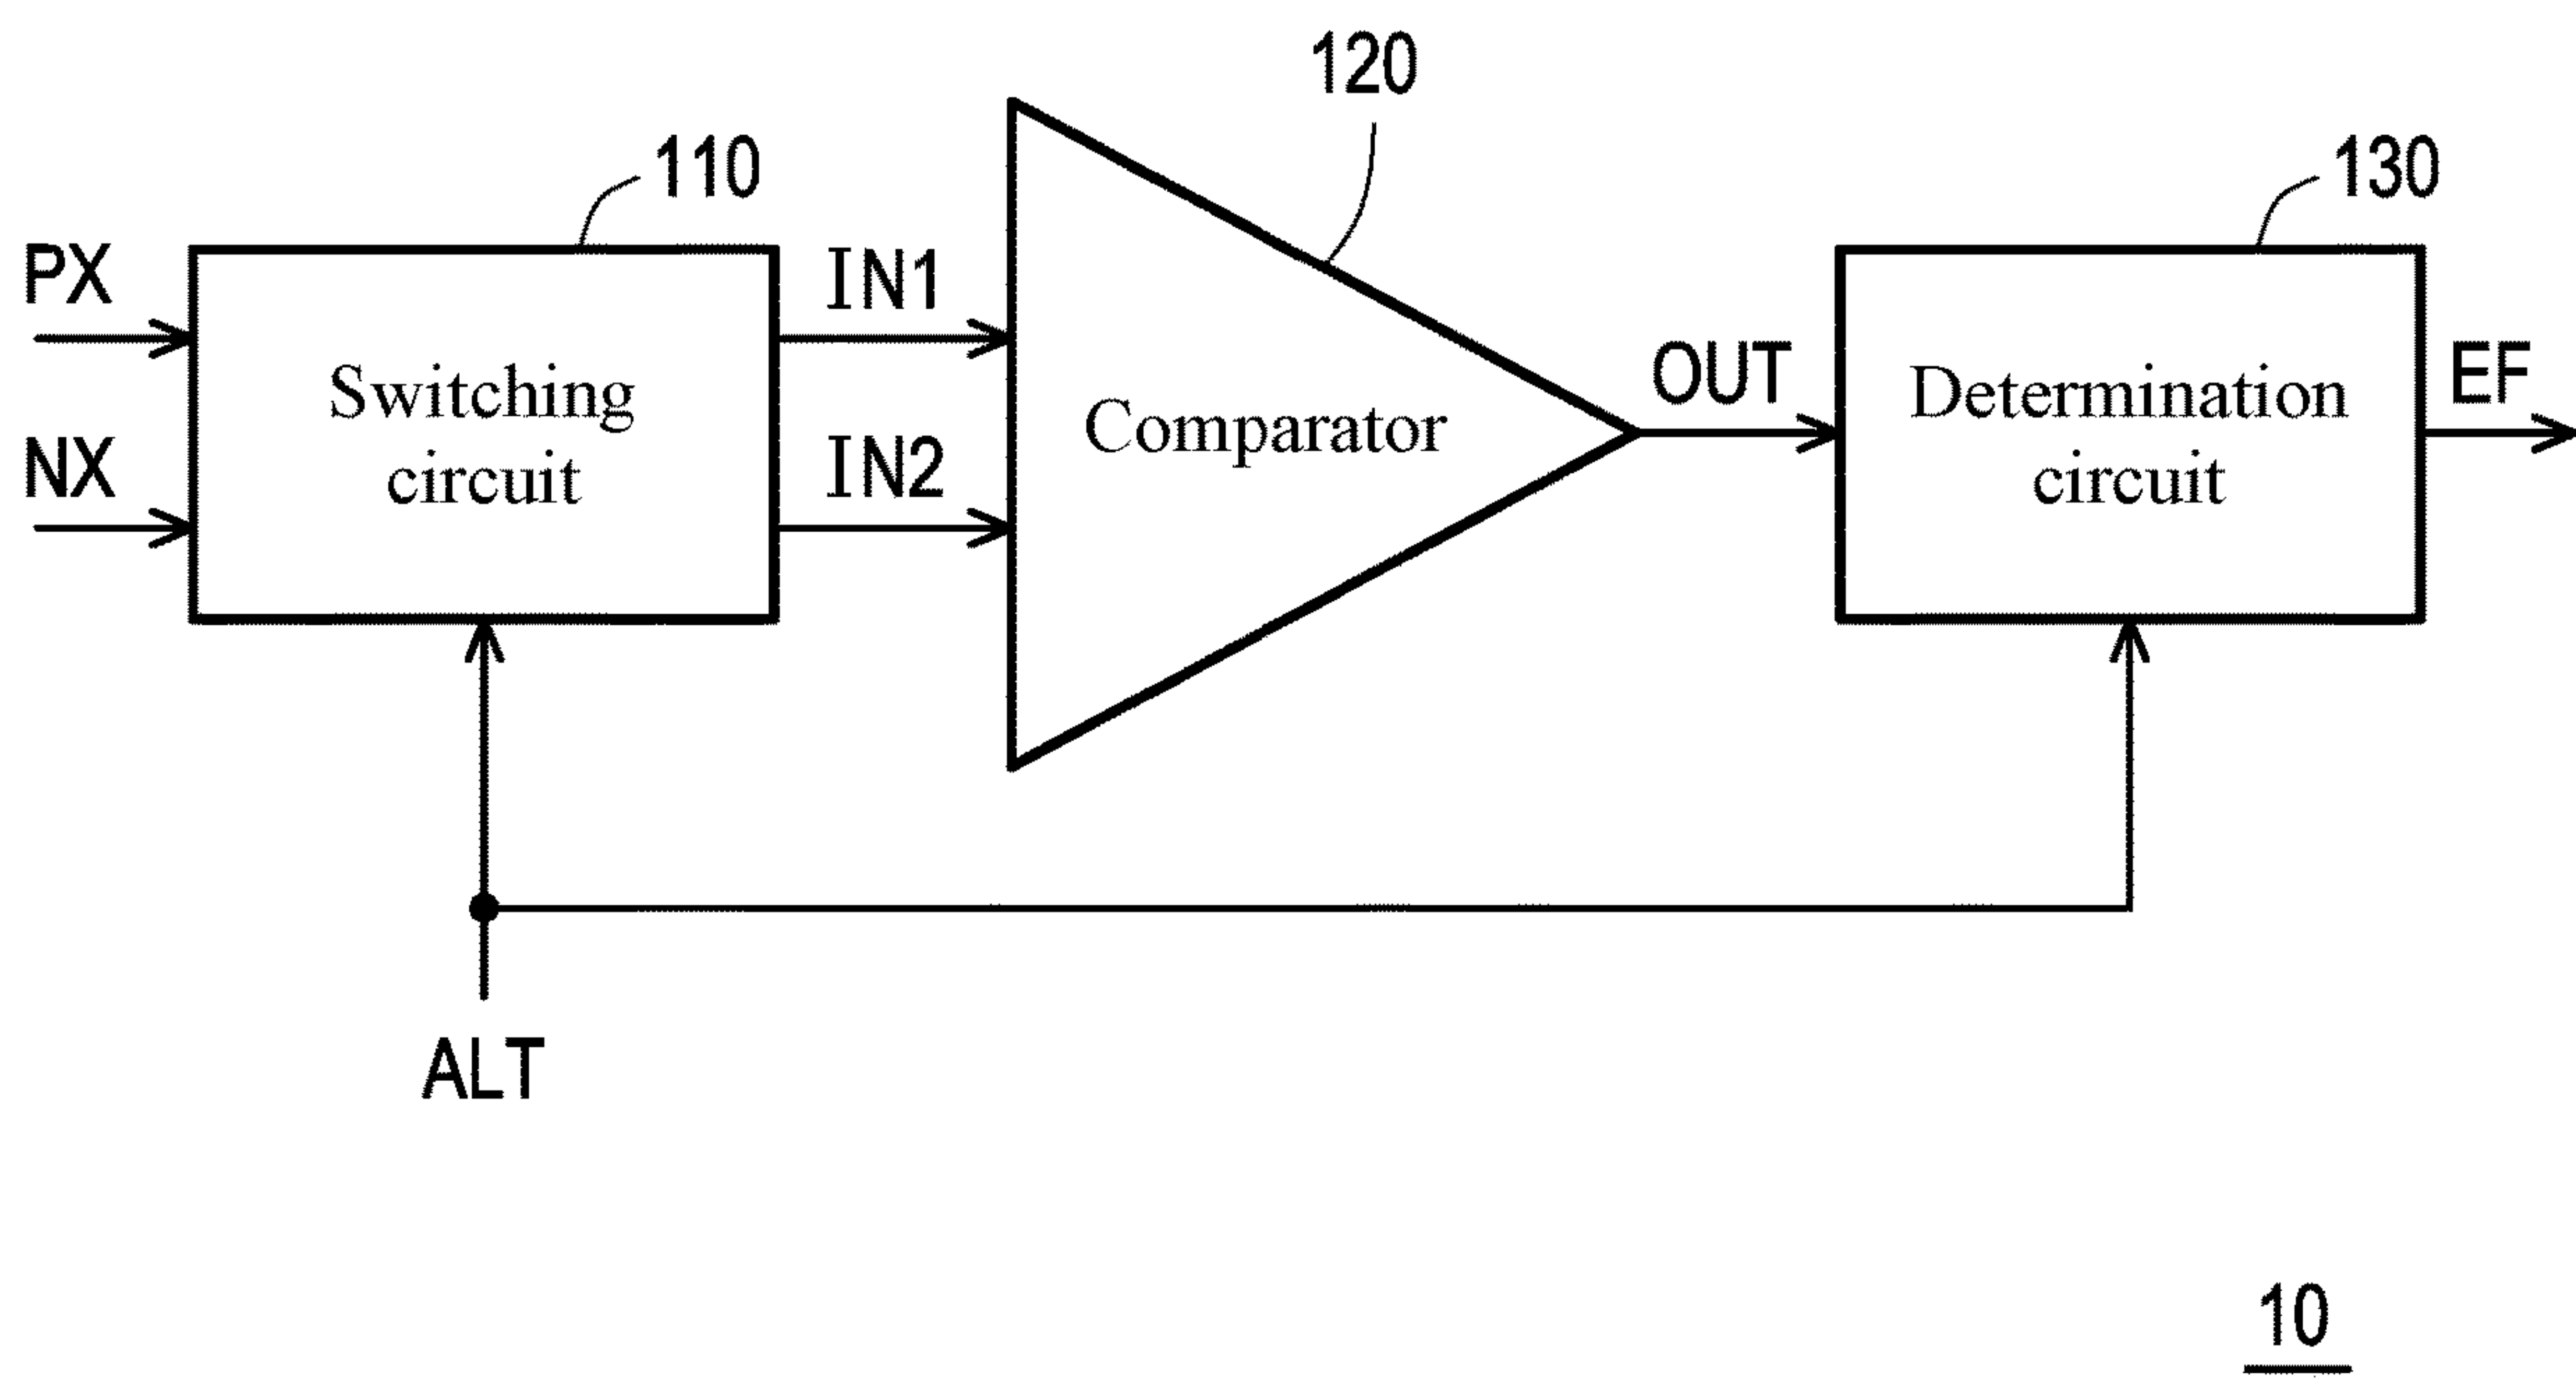 120
110
130
PX
IN1
OUT
EF
Switching
circuit
Comparator
Determination
circuit
NX
IN2
ALT
10